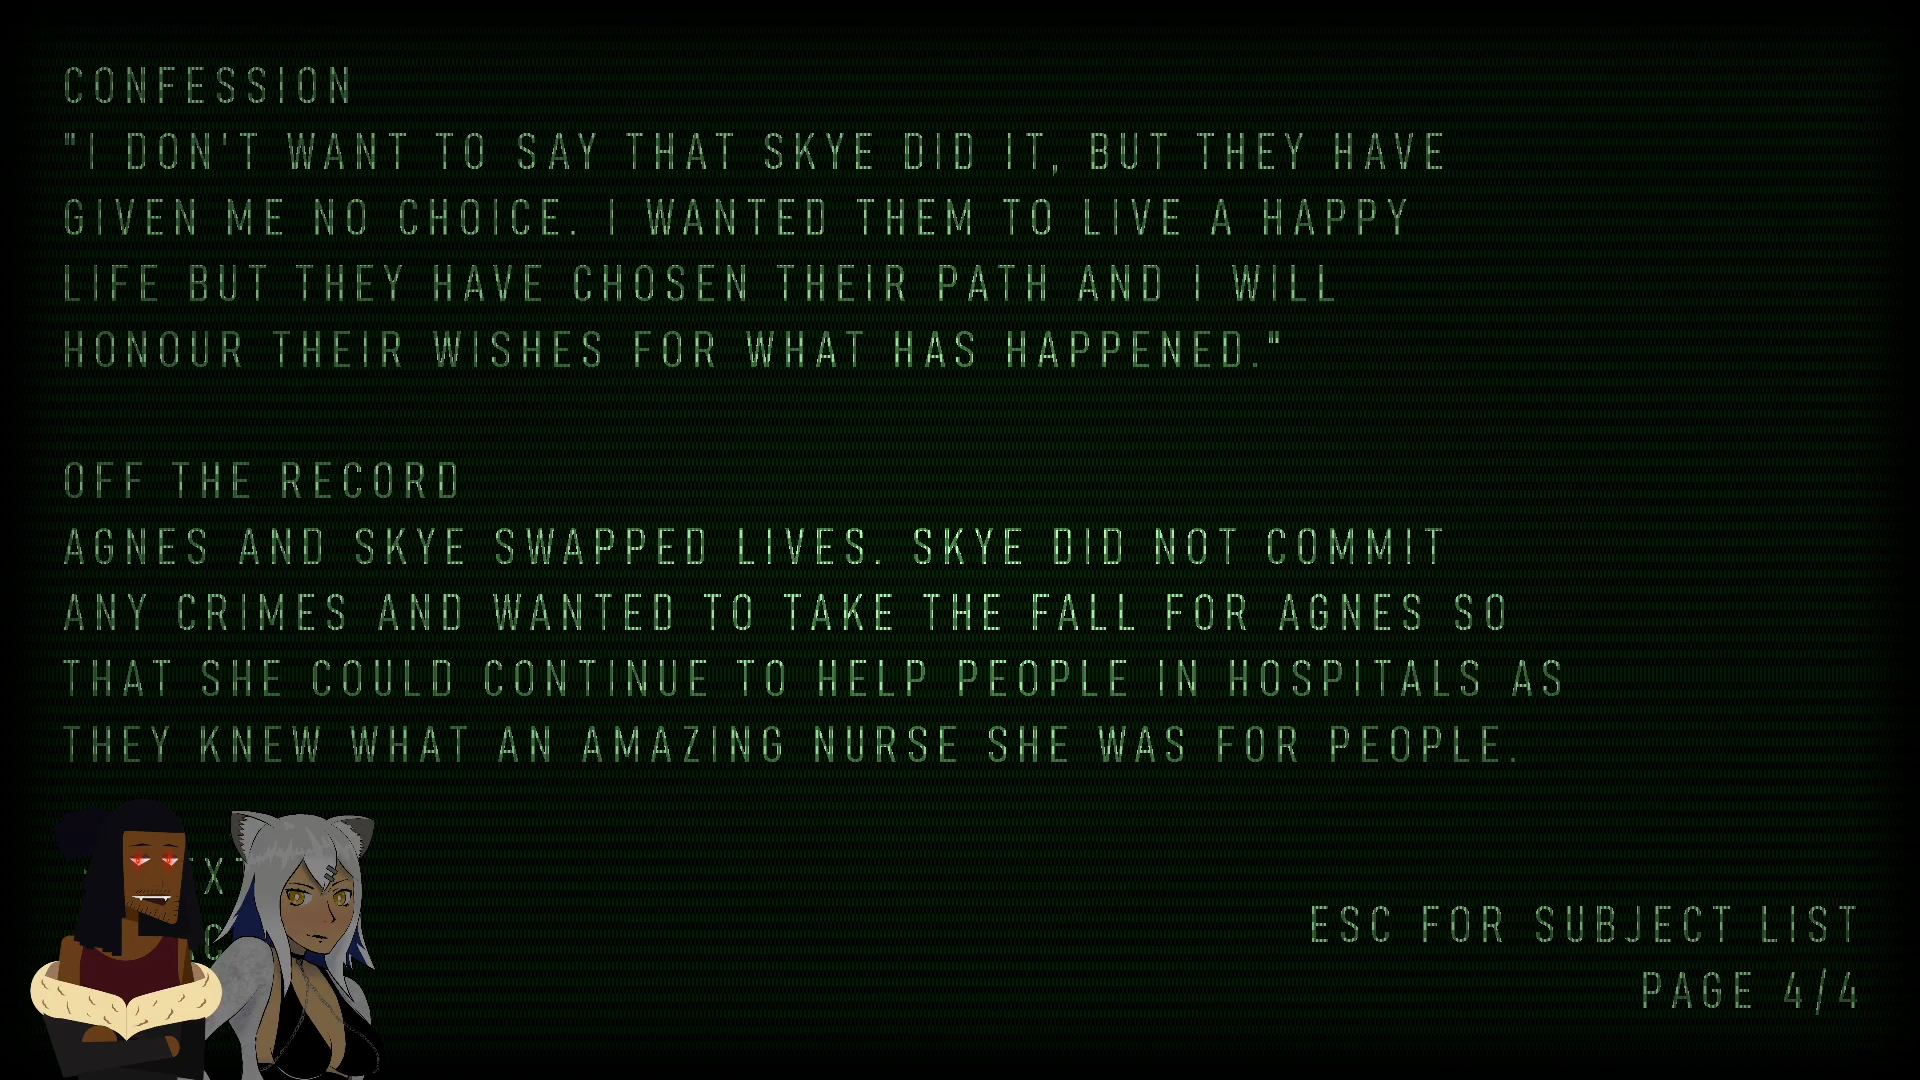 CONFESSION
"I DON'T WANT TO SAY THAT SKYE DID IT, BUT THEY HAVE
GIVEN ME NO CHOICE. I WANTED THEM TO LIVE A HAPPY
LIFE BUT THEY HAVE CHOSEN THEIR PATH AND I WILL
HONOUR THEIR WISHES FOR WHAT HAS HAPPENED."
OFF THE RECORD
AGNES AND SKYE SWAPPED LIVES. SKYE DID NOT COMMIT
ANY CRIMES AND WANTED TO TAKE THE FALL FOR AGNES SO
THAT SHE COULD CONTINUE TO HELP PEOPLE IN HOSPITALS AS
THEY KNEW WHAT AN AMAZING NURSE SHE WAS FOR PEOPLE.
ESC FOR SUBJECT LIST
PAGE 4/4